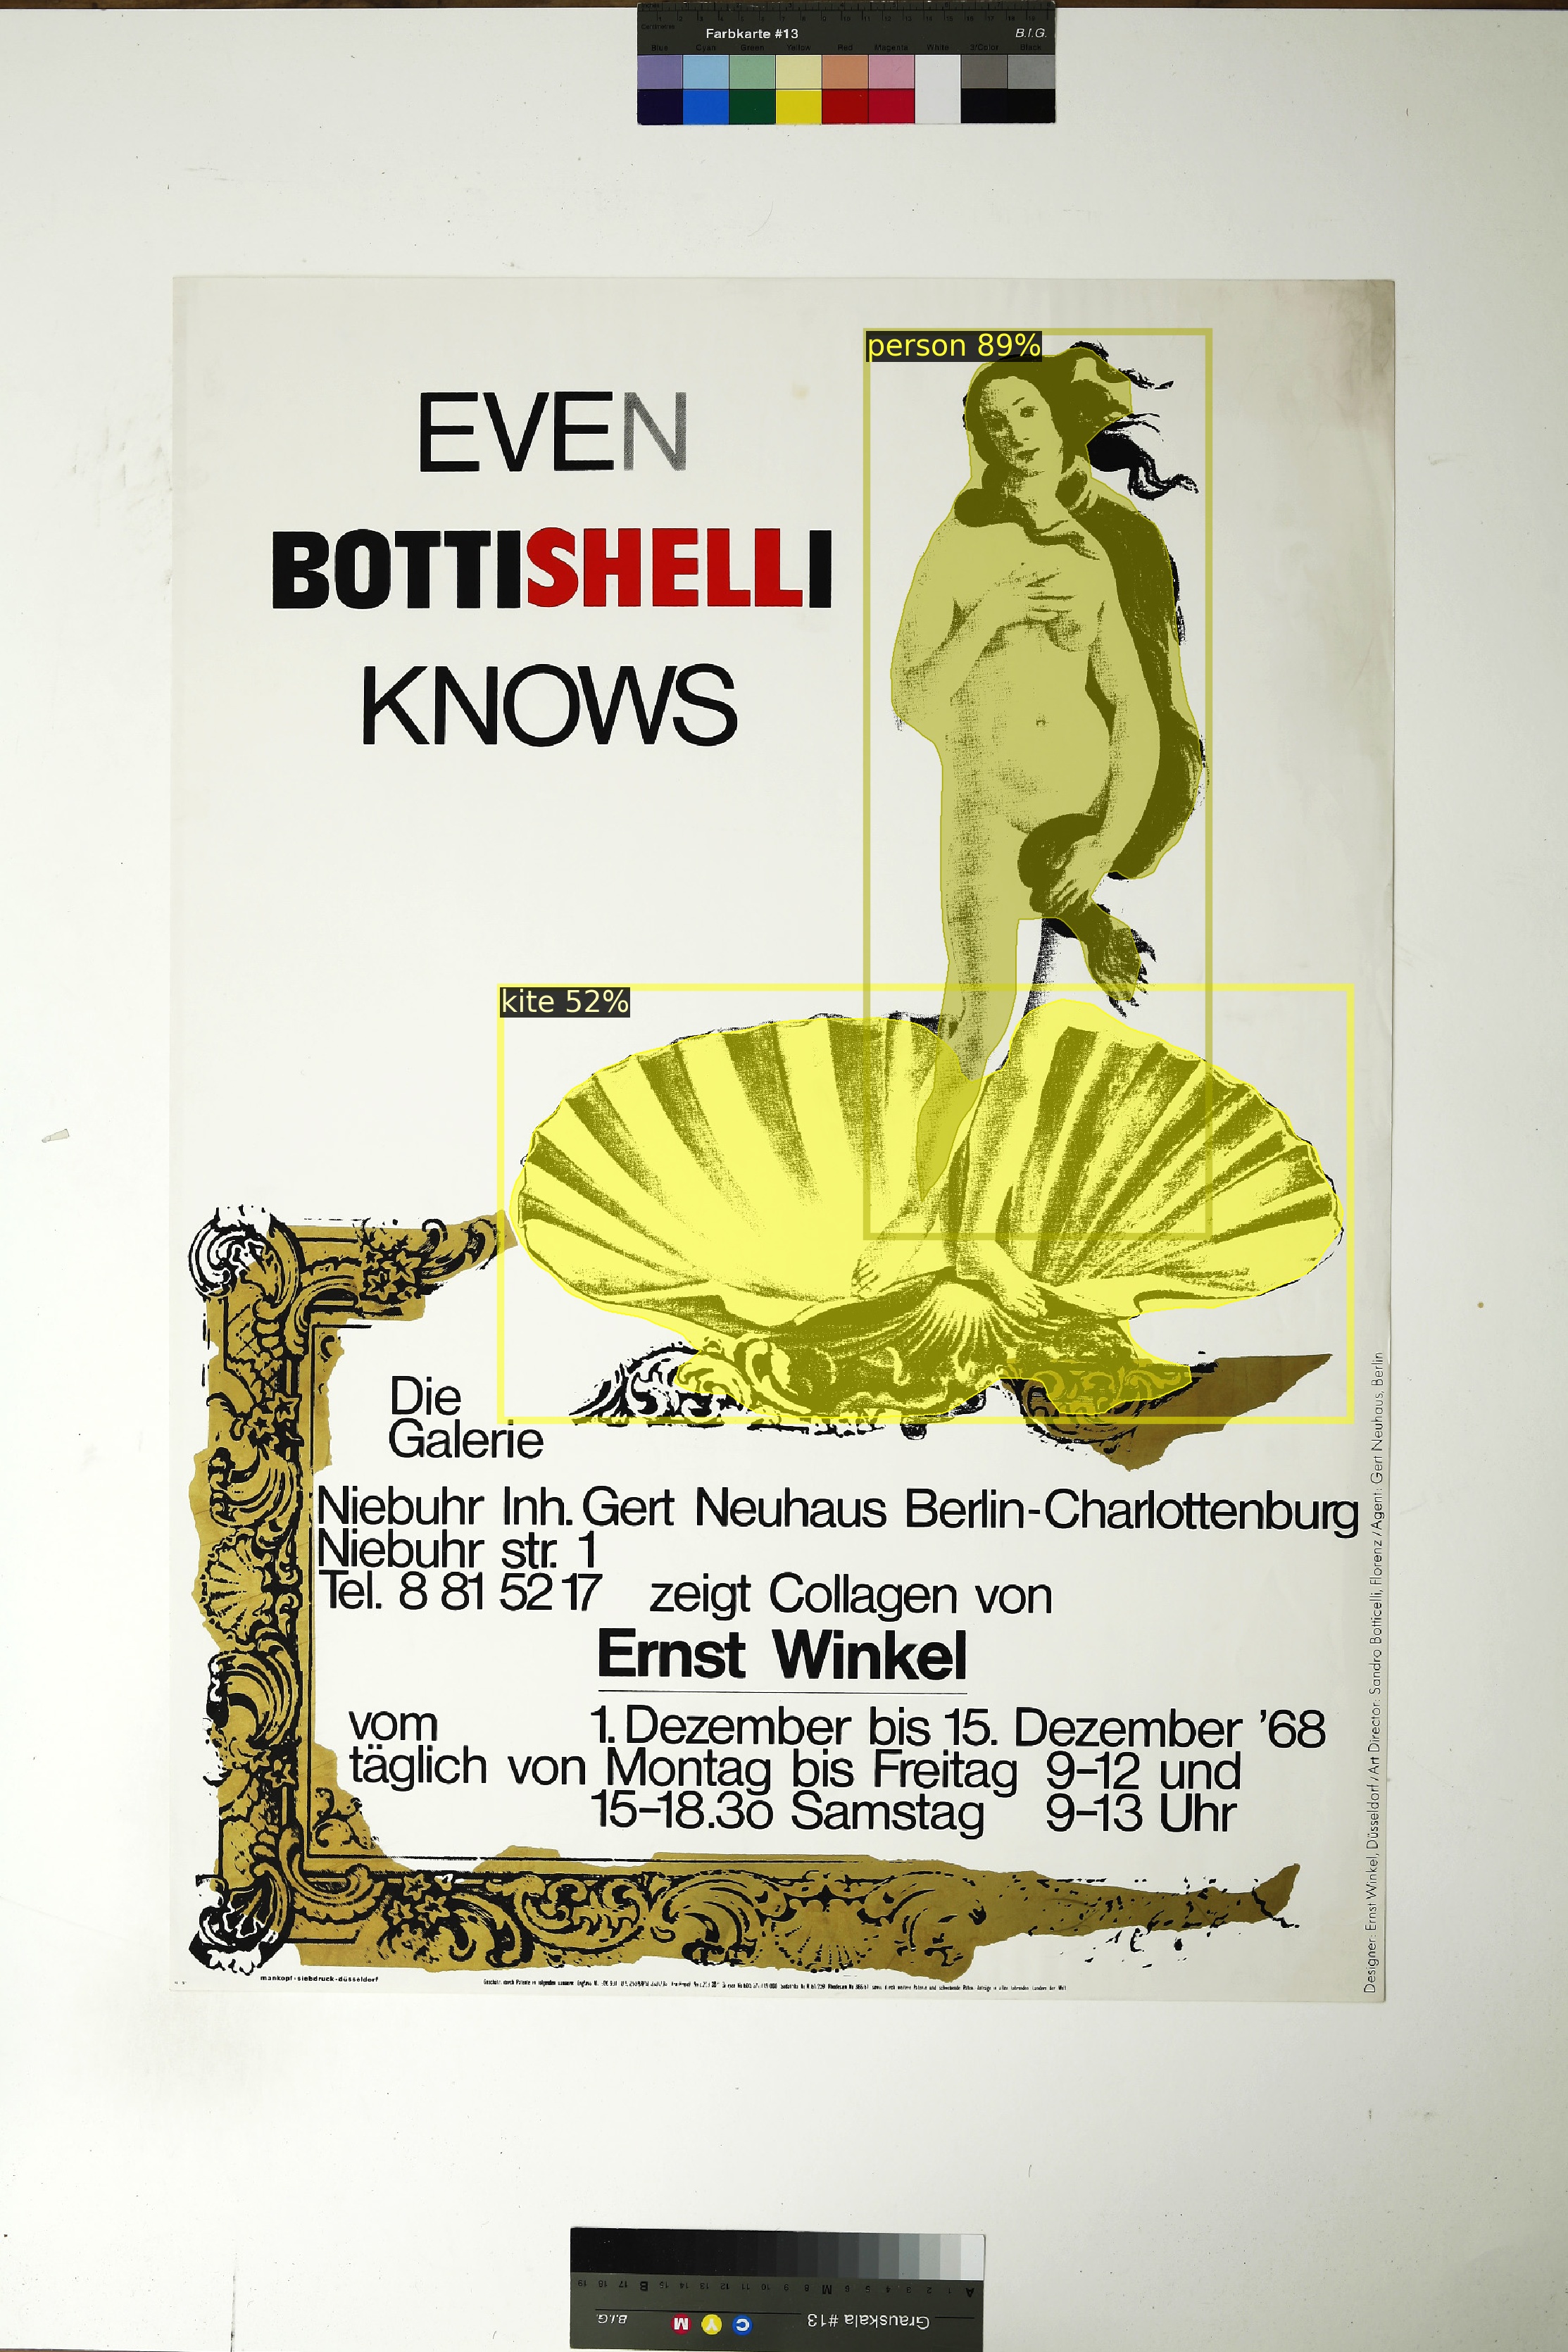 Farbkarte #13
B.I.G.
Blue Cyan Green Yellow Red Magenta White 3/Color Black
person 89%
EVEN
BOTTISHELLI
KNOWS
kite 52%
Die
Galerie
Niebuhr Inh. Gert Neuhaus Berlin-Charlottenburg
Niebuhr str. 1
Tel. 8 81 52 17 zeigt Collagen von
Ernst Winkel
vom 1. Dezember bis 15. Dezember '68
täglich von Montag bis Freitag 9–12 und
15–18.3o Samstag 9–13 Uhr
Designer: Ernst Winkel, Düsseldorf / Art Director: Sandro Botticelli, Florenz / Agent: Gert Neuhaus, Berlin
mankopf-siebdruck-düsseldorf
Grauskala #13
C Y M
B.I.G.